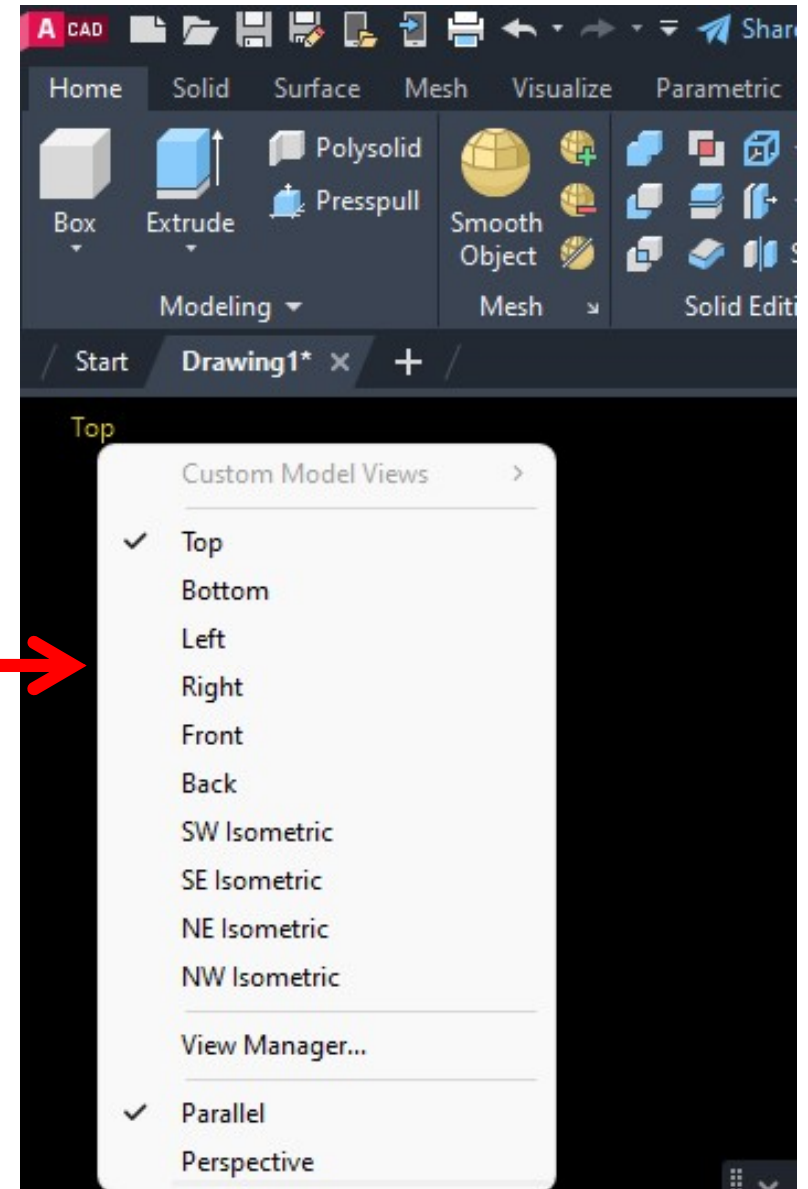 A CAD Share
Home Solid Surface Mesh Visualize Parametric
Polysolid
Presspull
Box Extrude Smooth
Object
Modeling Mesh Solid Editi
Start Drawing1*
Top
Custom Model Views
Top
Bottom
Left
Right
Front
Back
SW Isometric
SE Isometric
NE Isometric
NW Isometric
View Manager...
Parallel
Perspective